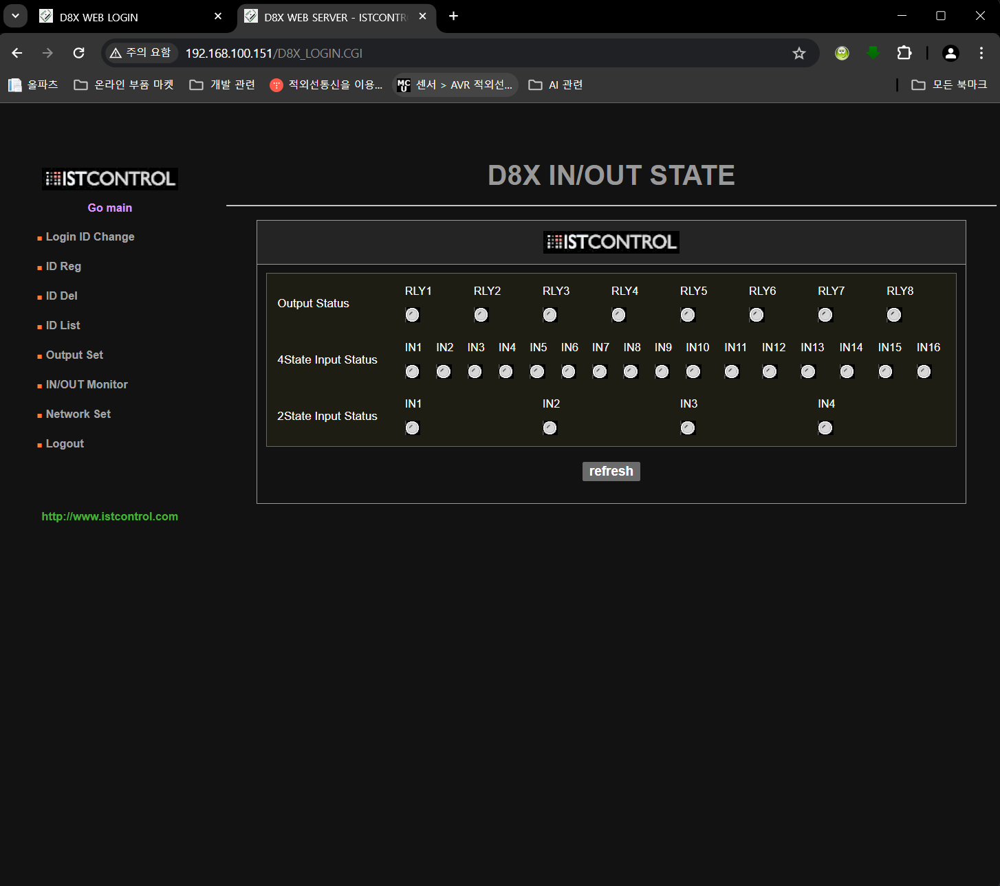 D8X WEB LOGIN
D8X WEB SERVER - ISTCONTR
주의 요함
192.168.100.151/D8X_LOGIN.CGI
올파츠
온라인 부품 마켓
개발 관련
적외선통신을 이용...
MCU
센서 > AVR 적외선...
AI 관련
모든 북마크
ISTCONTROL
Go main
Login ID Change
ID Reg
ID Del
ID List
Output Set
IN/OUT Monitor
Network Set
Logout
http://www.istcontrol.com
D8X IN/OUT STATE
ISTCONTROL
Output Status
RLY1 RLY2 RLY3 RLY4 RLY5 RLY6 RLY7 RLY8
4State Input Status
IN1 IN2 IN3 IN4 IN5 IN6 IN7 IN8 IN9 IN10 IN11 IN12 IN13 IN14 IN15 IN16
2State Input Status
IN1 IN2 IN3 IN4
refresh